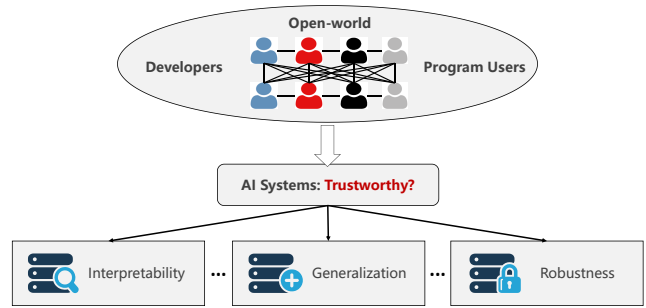 Open-world
Developers
Program Users
AI Systems: Trustworthy?
Interpretability
...
Generalization
...
Robustness